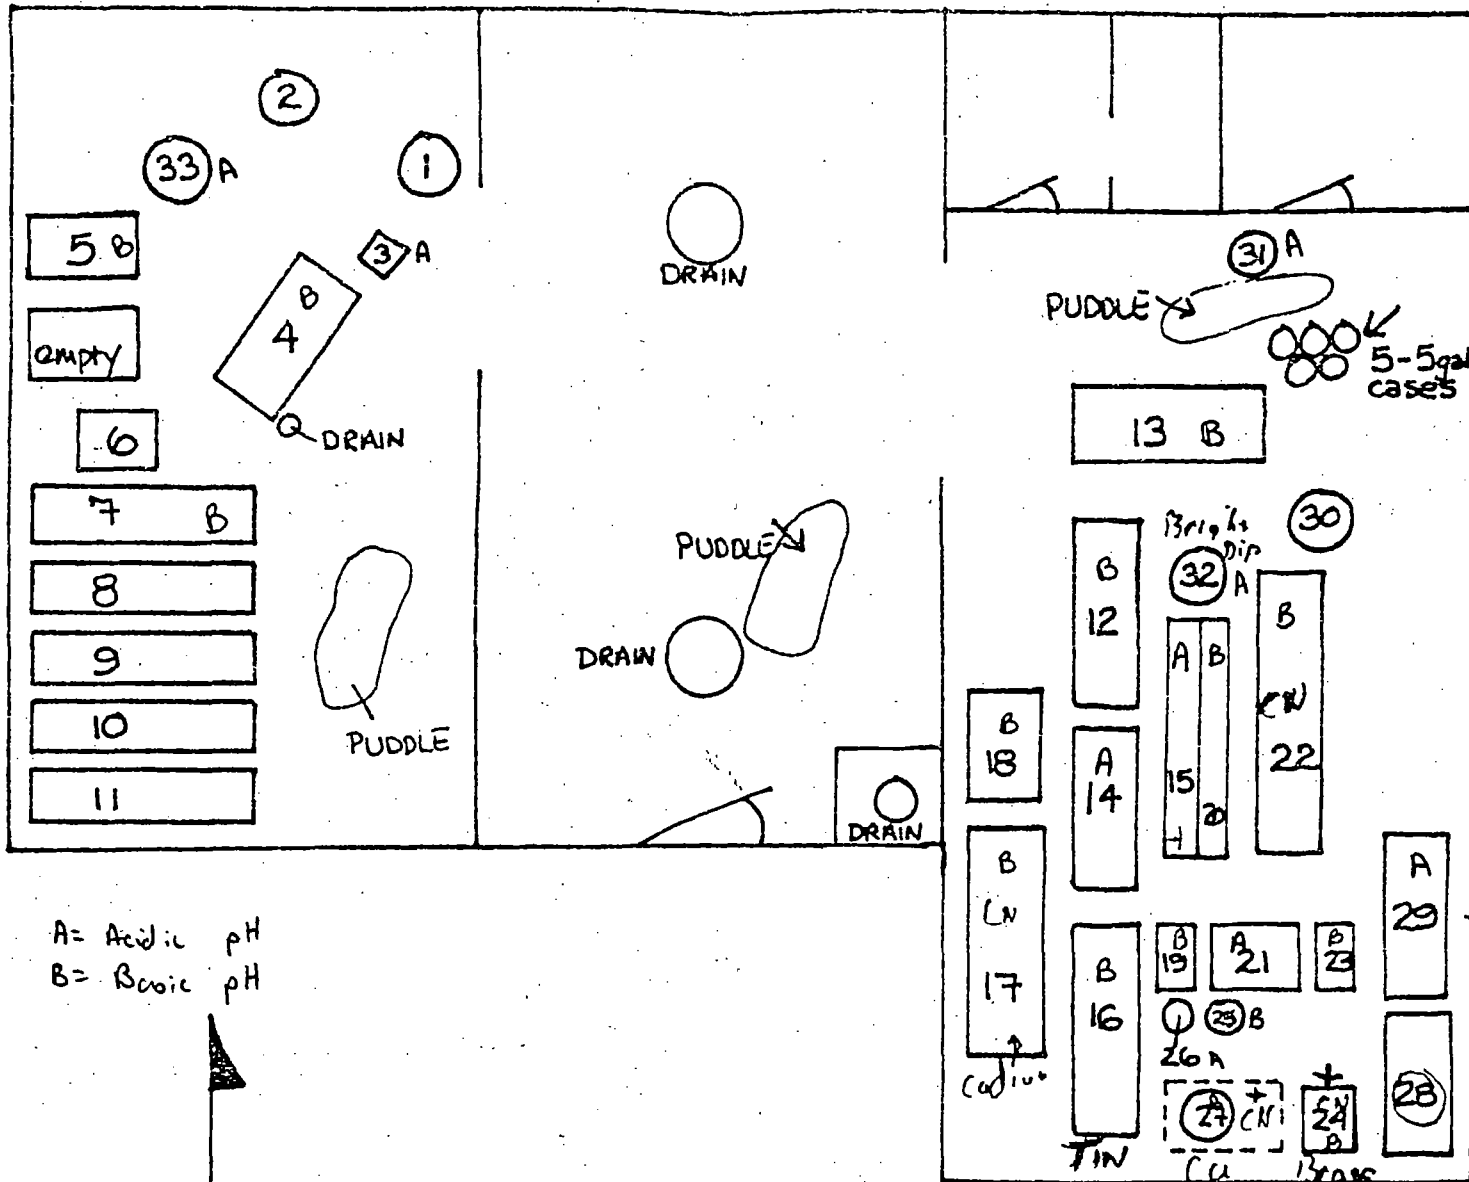 2
33 A
1
5 B
3 A
B
4
empty
DRAIN
6
7 B
8
9
10
11
PUDDLE
DRAIN
PUDDLE
DRAIN
DRAIN
31 A
PUDDLE
5-5gal
cases
13 B
30
Bright
Dip
32 A
B
12
A B
15 20
B
CN
22
B
18
A
14
B
CN
17
B
16
TIN
B
19
A
21
B
23
A
29
25 B
26 A
27 + CN
Cu
+
CN
24
B
28
A= Acidic pH
B= Basic pH